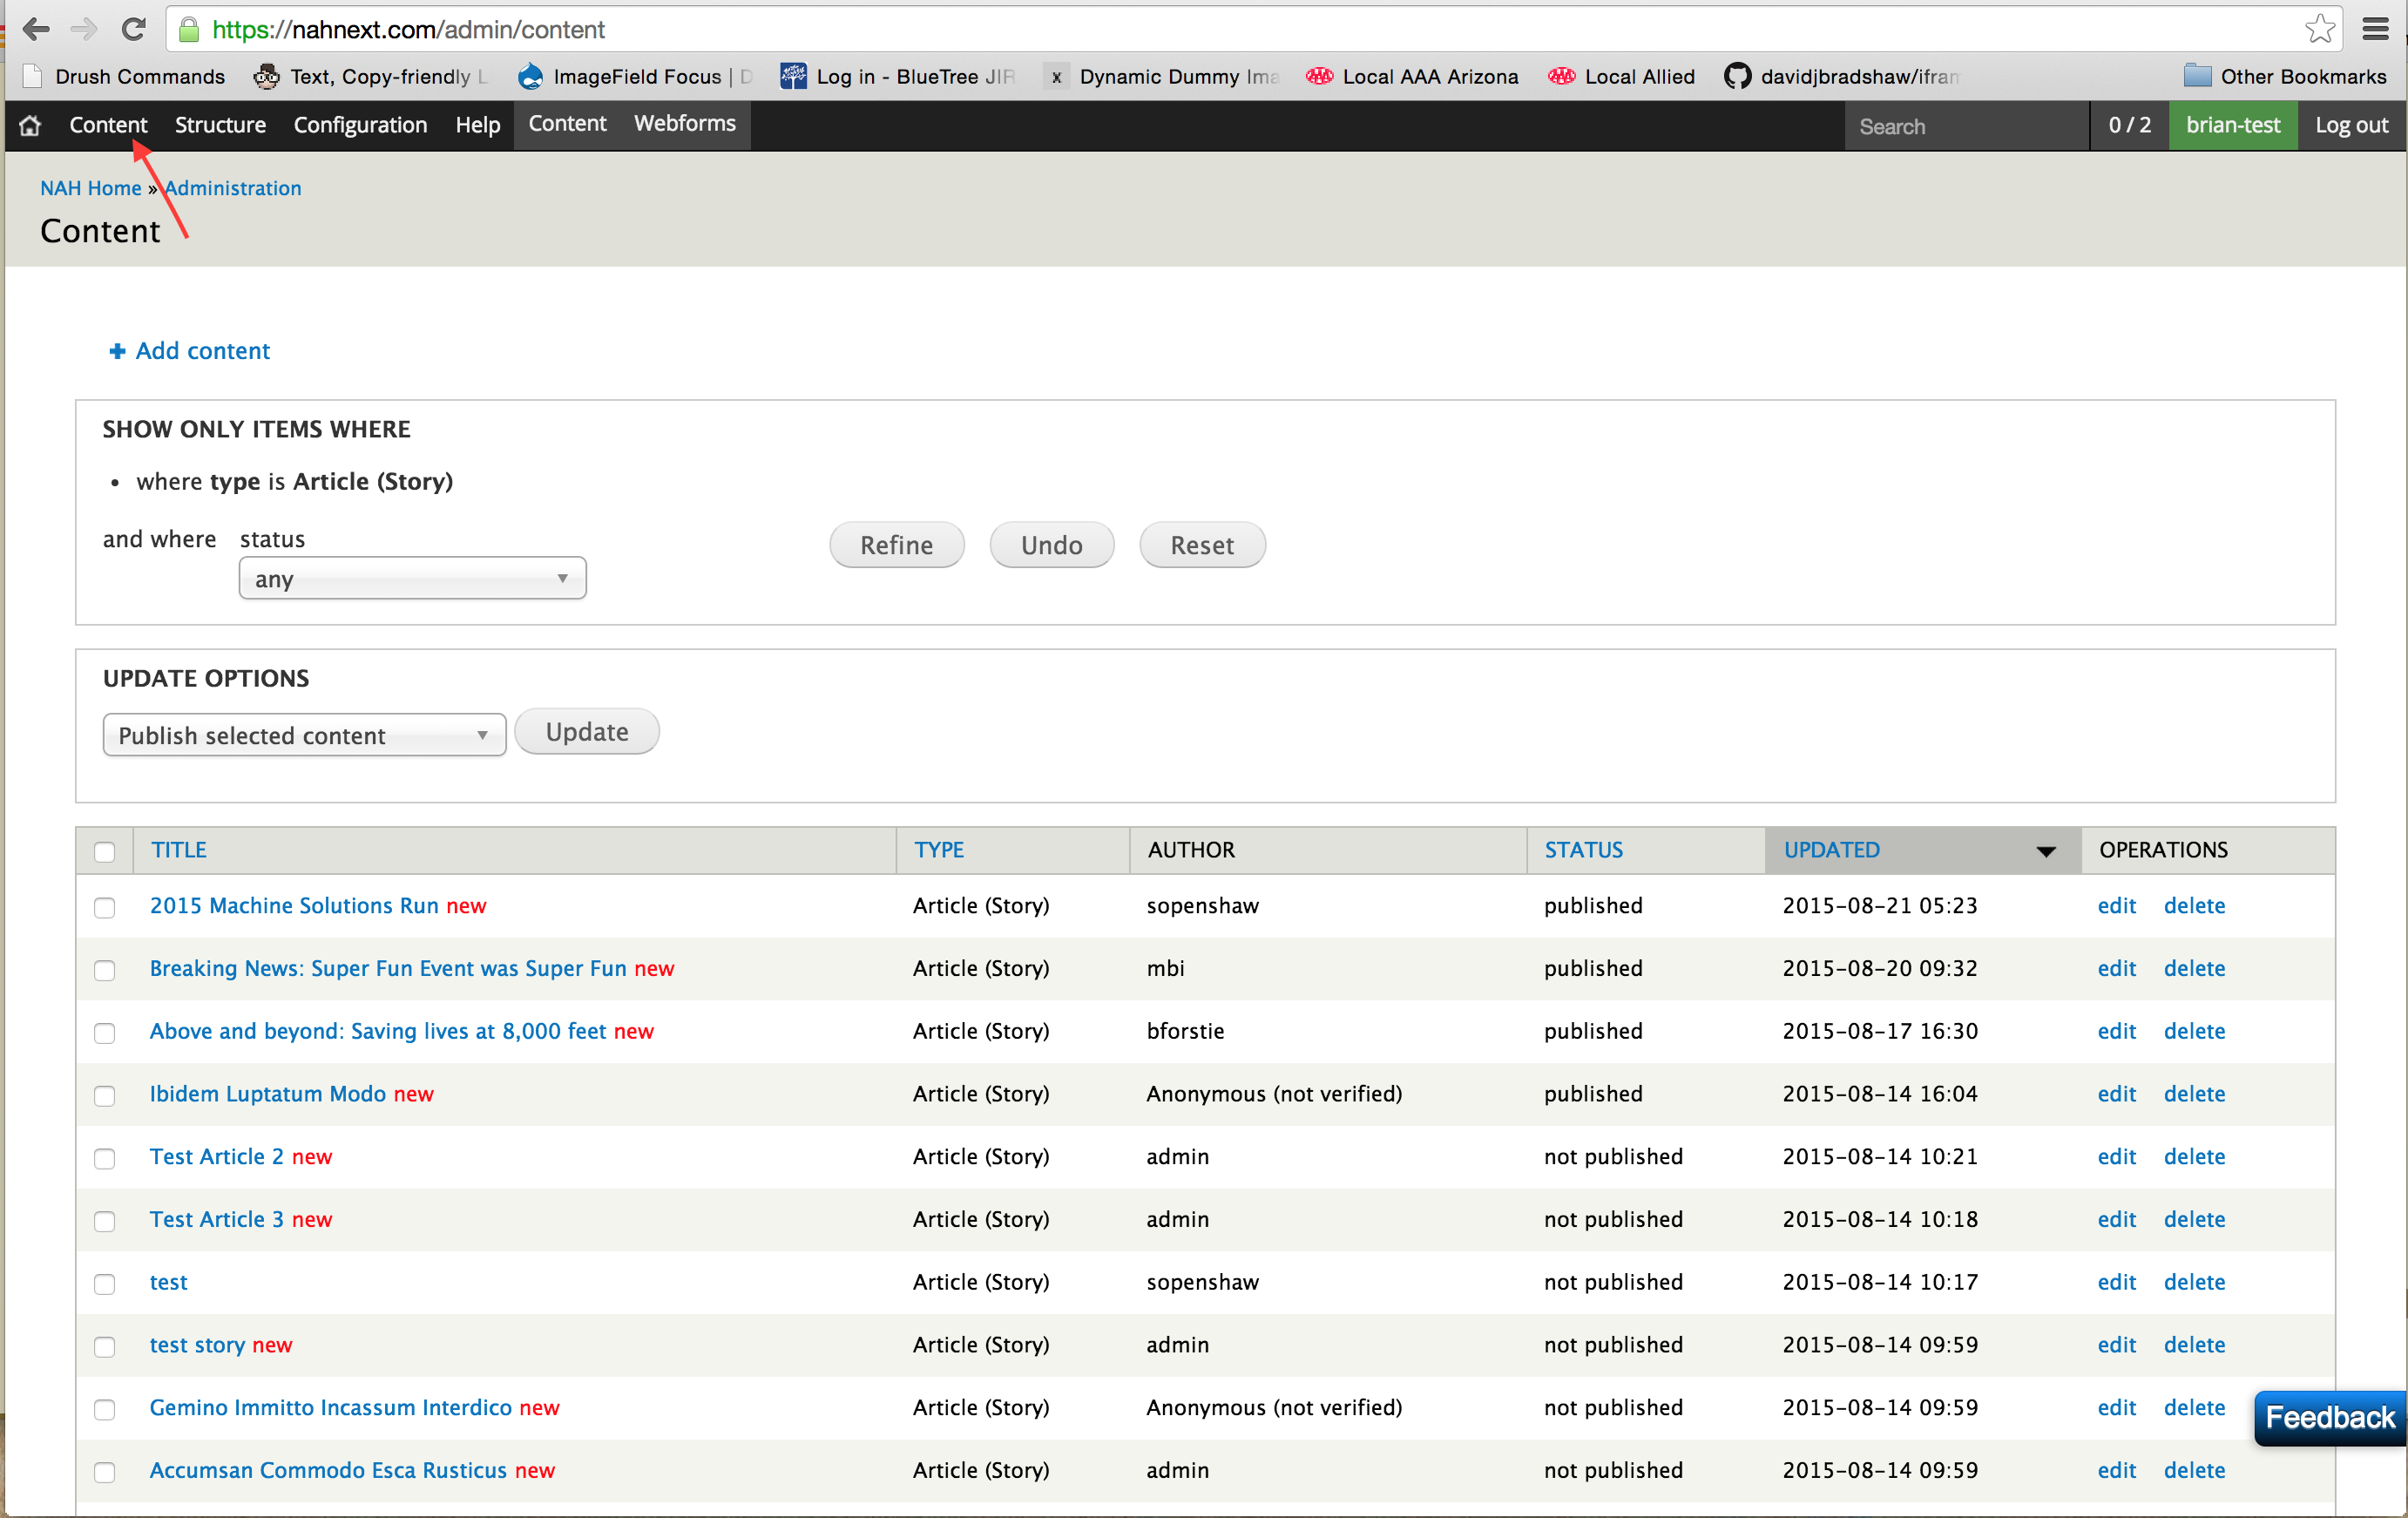 https://nahnext.com/admin/content
Drush Commands Text, Copy-friendly L ImageField Focus | D Log in - BlueTree JIR x Dynamic Dummy Ima Local AAA Arizona Local Allied davidjbradshaw/ifram Other Bookmarks
Content Structure Configuration Help Content Webforms Search 0 / 2 brian-test Log out
NAH Home » Administration
Content
Add content
SHOW ONLY ITEMS WHERE
• where type is Article (Story)
and where status
any
Refine Undo Reset
UPDATE OPTIONS
Publish selected content Update
TITLE TYPE AUTHOR STATUS UPDATED OPERATIONS
2015 Machine Solutions Run new Article (Story) sopenshaw published 2015-08-21 05:23 edit delete
Breaking News: Super Fun Event was Super Fun new Article (Story) mbi published 2015-08-20 09:32 edit delete
Above and beyond: Saving lives at 8,000 feet new Article (Story) bforstie published 2015-08-17 16:30 edit delete
Ibidem Luptatum Modo new Article (Story) Anonymous (not verified) published 2015-08-14 16:04 edit delete
Test Article 2 new Article (Story) admin not published 2015-08-14 10:21 edit delete
Test Article 3 new Article (Story) admin not published 2015-08-14 10:18 edit delete
test Article (Story) sopenshaw not published 2015-08-14 10:17 edit delete
test story new Article (Story) admin not published 2015-08-14 09:59 edit delete
Gemino Immitto Incassum Interdico new Article (Story) Anonymous (not verified) not published 2015-08-14 09:59 edit delete
Feedback
Accumsan Commodo Esca Rusticus new Article (Story) admin not published 2015-08-14 09:59 edit delete